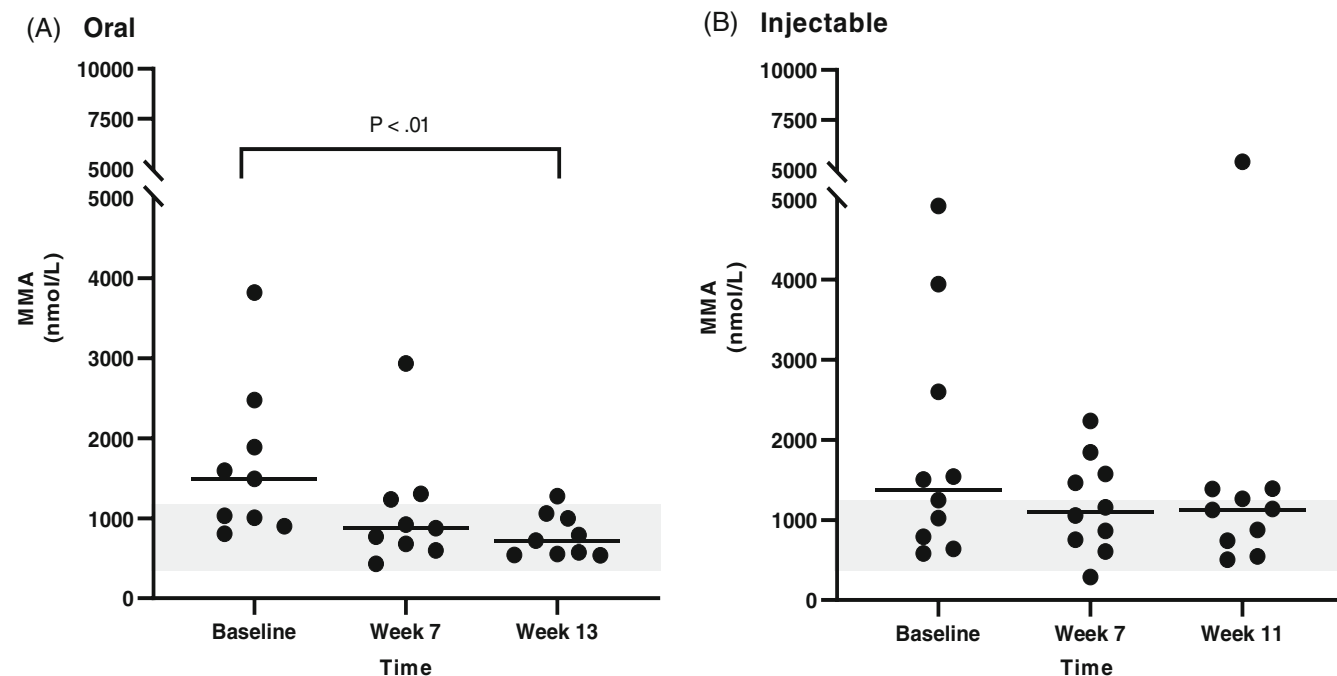 (A) Oral
10000
7500
5000
5000
4000
3000
2000
1000
0
MMA
(nmol/L)
P < .01
Baseline
Week 7
Week 13
Time
(B) Injectable
10000
7500
5000
5000
4000
3000
2000
1000
0
MMA
(nmol/L)
Baseline
Week 7
Week 11
Time